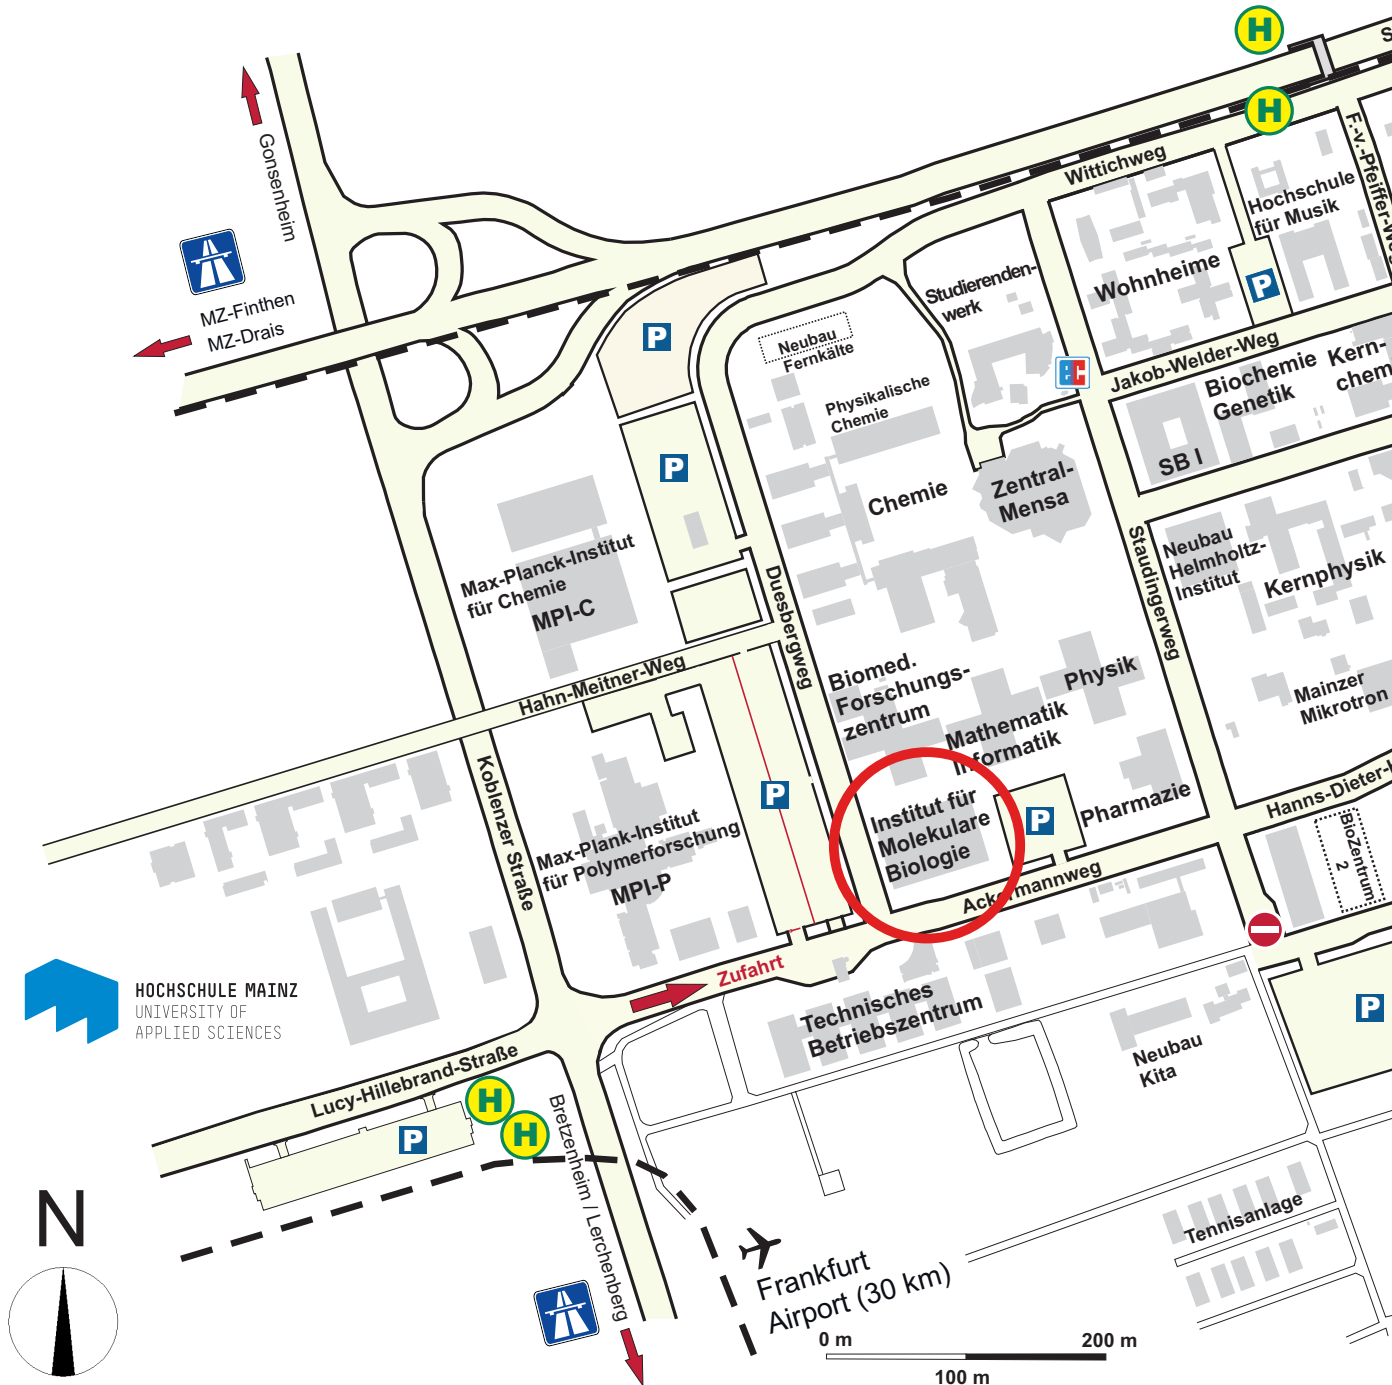 H
H
Gonsenheim
MZ-Finthen
MZ-Drais
Wittichweg
F.-v.-Pfeiffer-We
Hochschule
für Musik
Wohnheime
P
Studierenden-
werk
P
Neubau
Fernkälte
EC
Jakob-Welder-Weg
Physikalische
Chemie
Biochemie
Genetik
Kern-
chem
SB I
P
Chemie
Zentral-
Mensa
Max-Planck-Institut
für Chemie
MPI-C
Duesbergweg
Staudingerweg
Neubau
Helmholtz-
Institut
Kernphysik
Hahn-Meitner-Weg
Biomed.
Forschungs-
zentrum
Physik
Mathematik
Informatik
Mainzer
Mikrotron
Koblenzer Straße
P
Institut für
Molekulare
Biologie
P
Pharmazie
Hanns-Dieter-H
BioZentrum
2
Max-Plank-Institut
für Polymerforschung
MPI-P
Ackermannweg
Zufahrt
HOCHSCHULE MAINZ
UNIVERSITY OF
APPLIED SCIENCES
Technisches
Betriebszentrum
P
Neubau
Kita
Lucy-Hillebrand-Straße
H
H
P
Bretzenheim / Lerchenberg
N
Tennisanlage
Frankfurt
Airport (30 km)
0 m
200 m
100 m